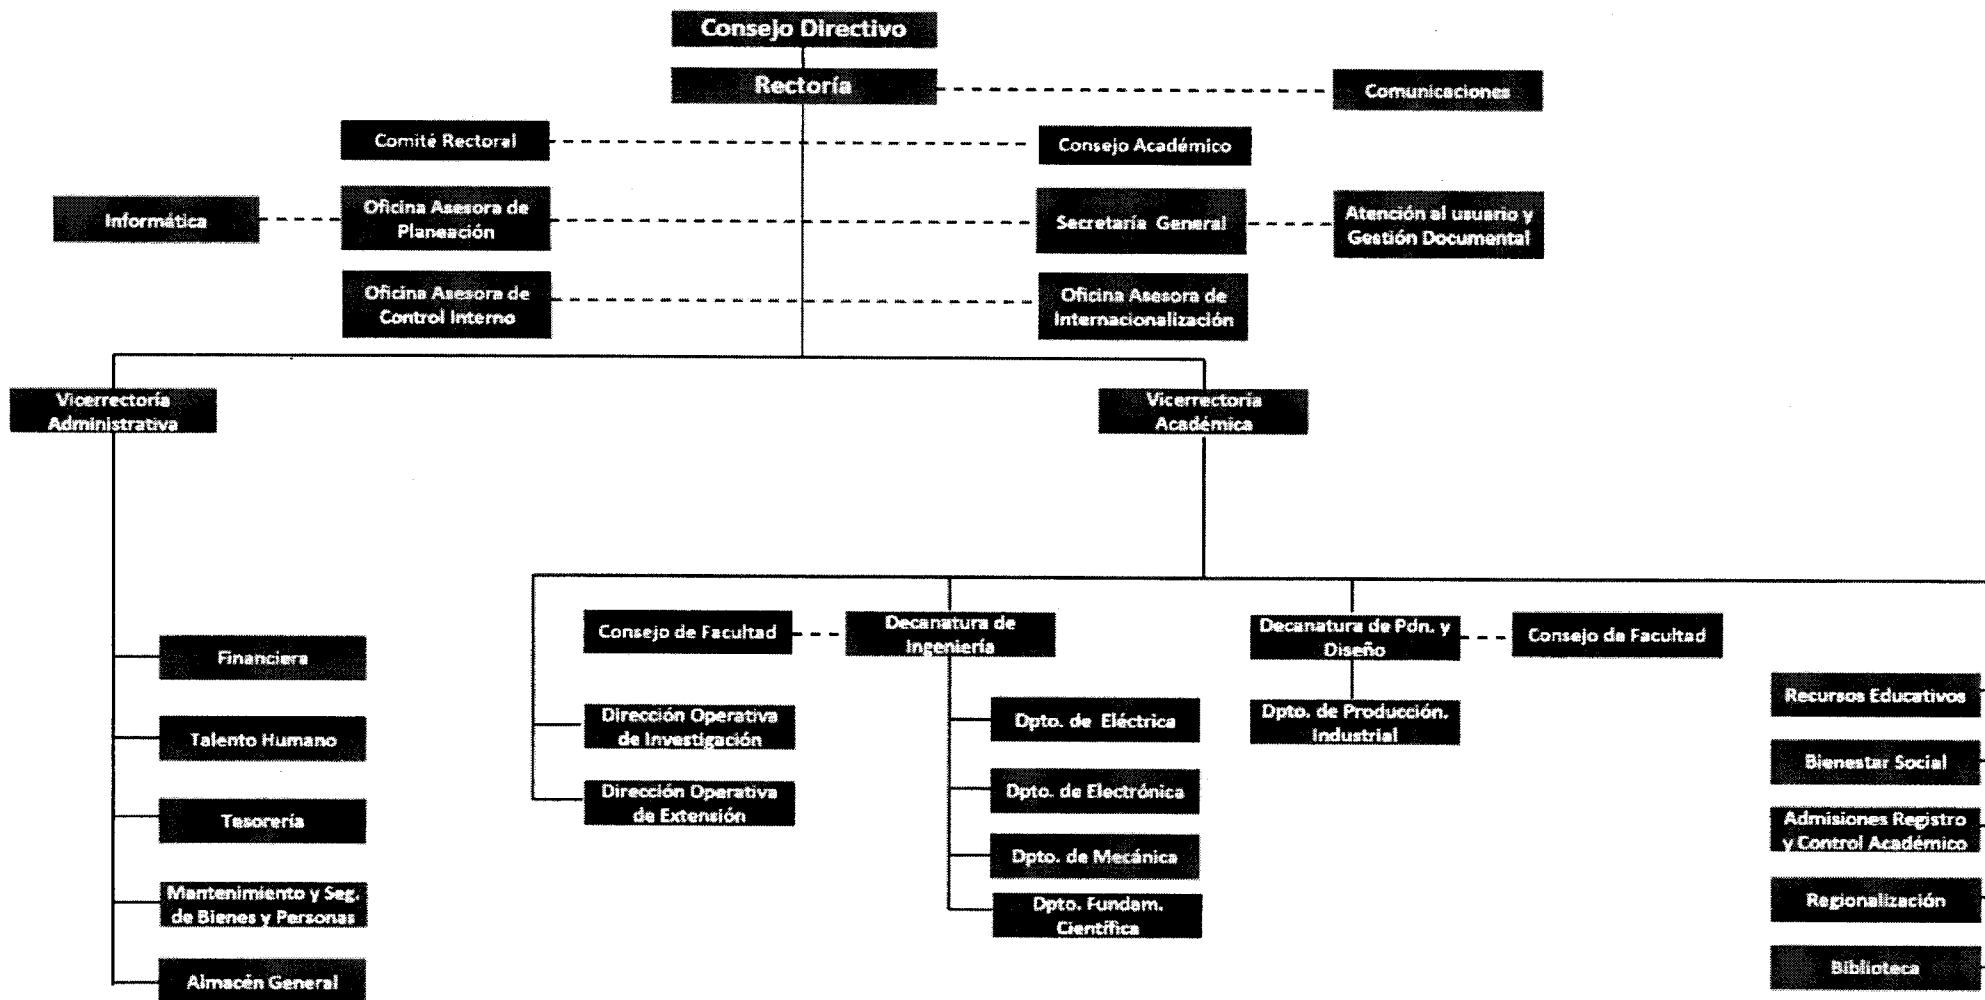 Consejo Directivo
Rectoría
Comunicaciones
Comité Rectoral
Consejo Académico
Informática
Oficina Asesora de
Planeación
Secretaría General
Atención al usuario y
Gestión Documental
Oficina Asesora de
Control Interno
Oficina Asesora de
Internacionalización
Vicerrectoría
Administrativa
Vicerrectoría
Académica
Financiera
Talento Humano
Tesorería
Mantenimiento y Seg.
de Bienes y Personas
Almacén General
Consejo de Facultad
Decanatura de
Ingeniería
Decanatura de Pdn. y
Diseño
Consejo de Facultad
Dirección Operativa
de Investigación
Dirección Operativa
de Extensión
Dpto. de Eléctrica
Dpto. de Electrónica
Dpto. de Mecánica
Dpto. Fundam.
Científica
Dpto. de Producción.
Industrial
Recursos Educativos
Bienestar Social
Admisiones Registro
y Control Académico
Regionalización
Biblioteca